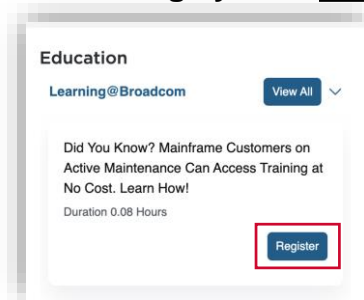 Education
Learning@Broadcom
View All
Did You Know? Mainframe Customers on
Active Maintenance Can Access Training at
No Cost. Learn How!
Duration 0.08 Hours
Register